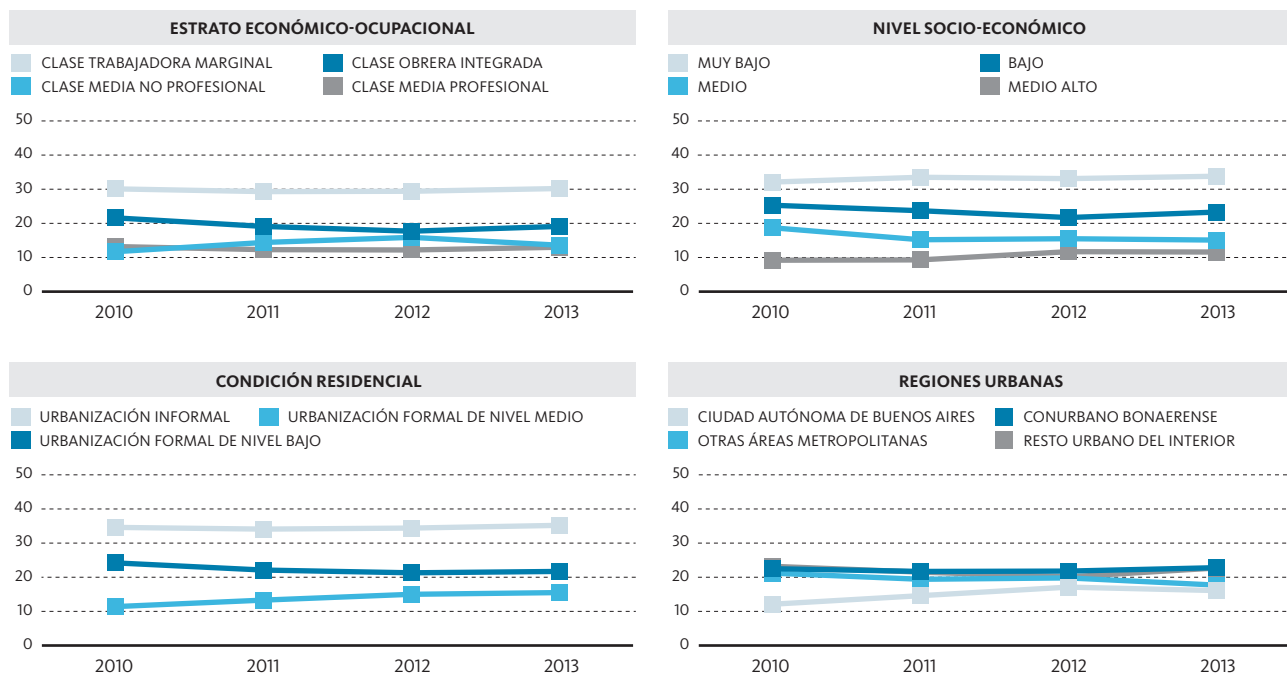 ESTRATO ECONÓMICO-OCUPACIONAL
CLASE TRABAJADORA MARGINAL CLASE OBRERA INTEGRADA
CLASE MEDIA NO PROFESIONAL CLASE MEDIA PROFESIONAL
50
40
30
20
10
0
2010 2011 2012 2013
NIVEL SOCIO-ECONÓMICO
MUY BAJO BAJO
MEDIO MEDIO ALTO
50
40
30
20
10
0
2010 2011 2012 2013
CONDICIÓN RESIDENCIAL
URBANIZACIÓN INFORMAL URBANIZACIÓN FORMAL DE NIVEL MEDIO
URBANIZACIÓN FORMAL DE NIVEL BAJO
50
40
30
20
10
0
2010 2011 2012 2013
REGIONES URBANAS
CIUDAD AUTÓNOMA DE BUENOS AIRES CONURBANO BONAERENSE
OTRAS ÁREAS METROPOLITANAS RESTO URBANO DEL INTERIOR
50
40
30
20
10
0
2010 2011 2012 2013